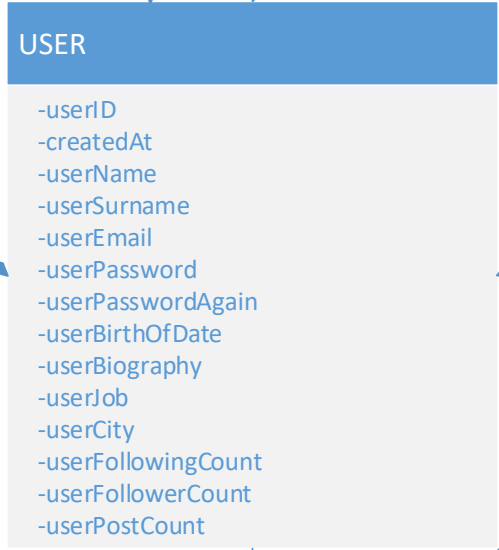 USER
-userID
-createdAt
-userName
-userSurname
-userEmail
-userPassword
-userPasswordAgain
-userBirthOfDate
-userBiography
-userJob
-userCity
-userFollowingCount
-userFollowerCount
-userPostCount